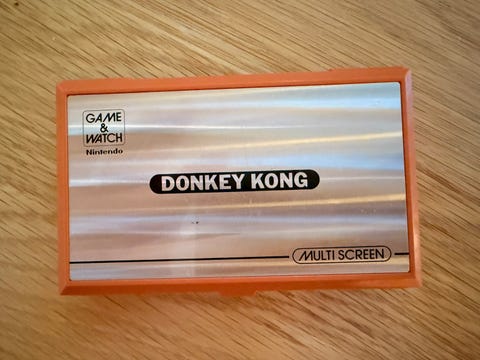 GAME
&
WATCH
Nintendo
DONKEY KONG
MULTI SCREEN